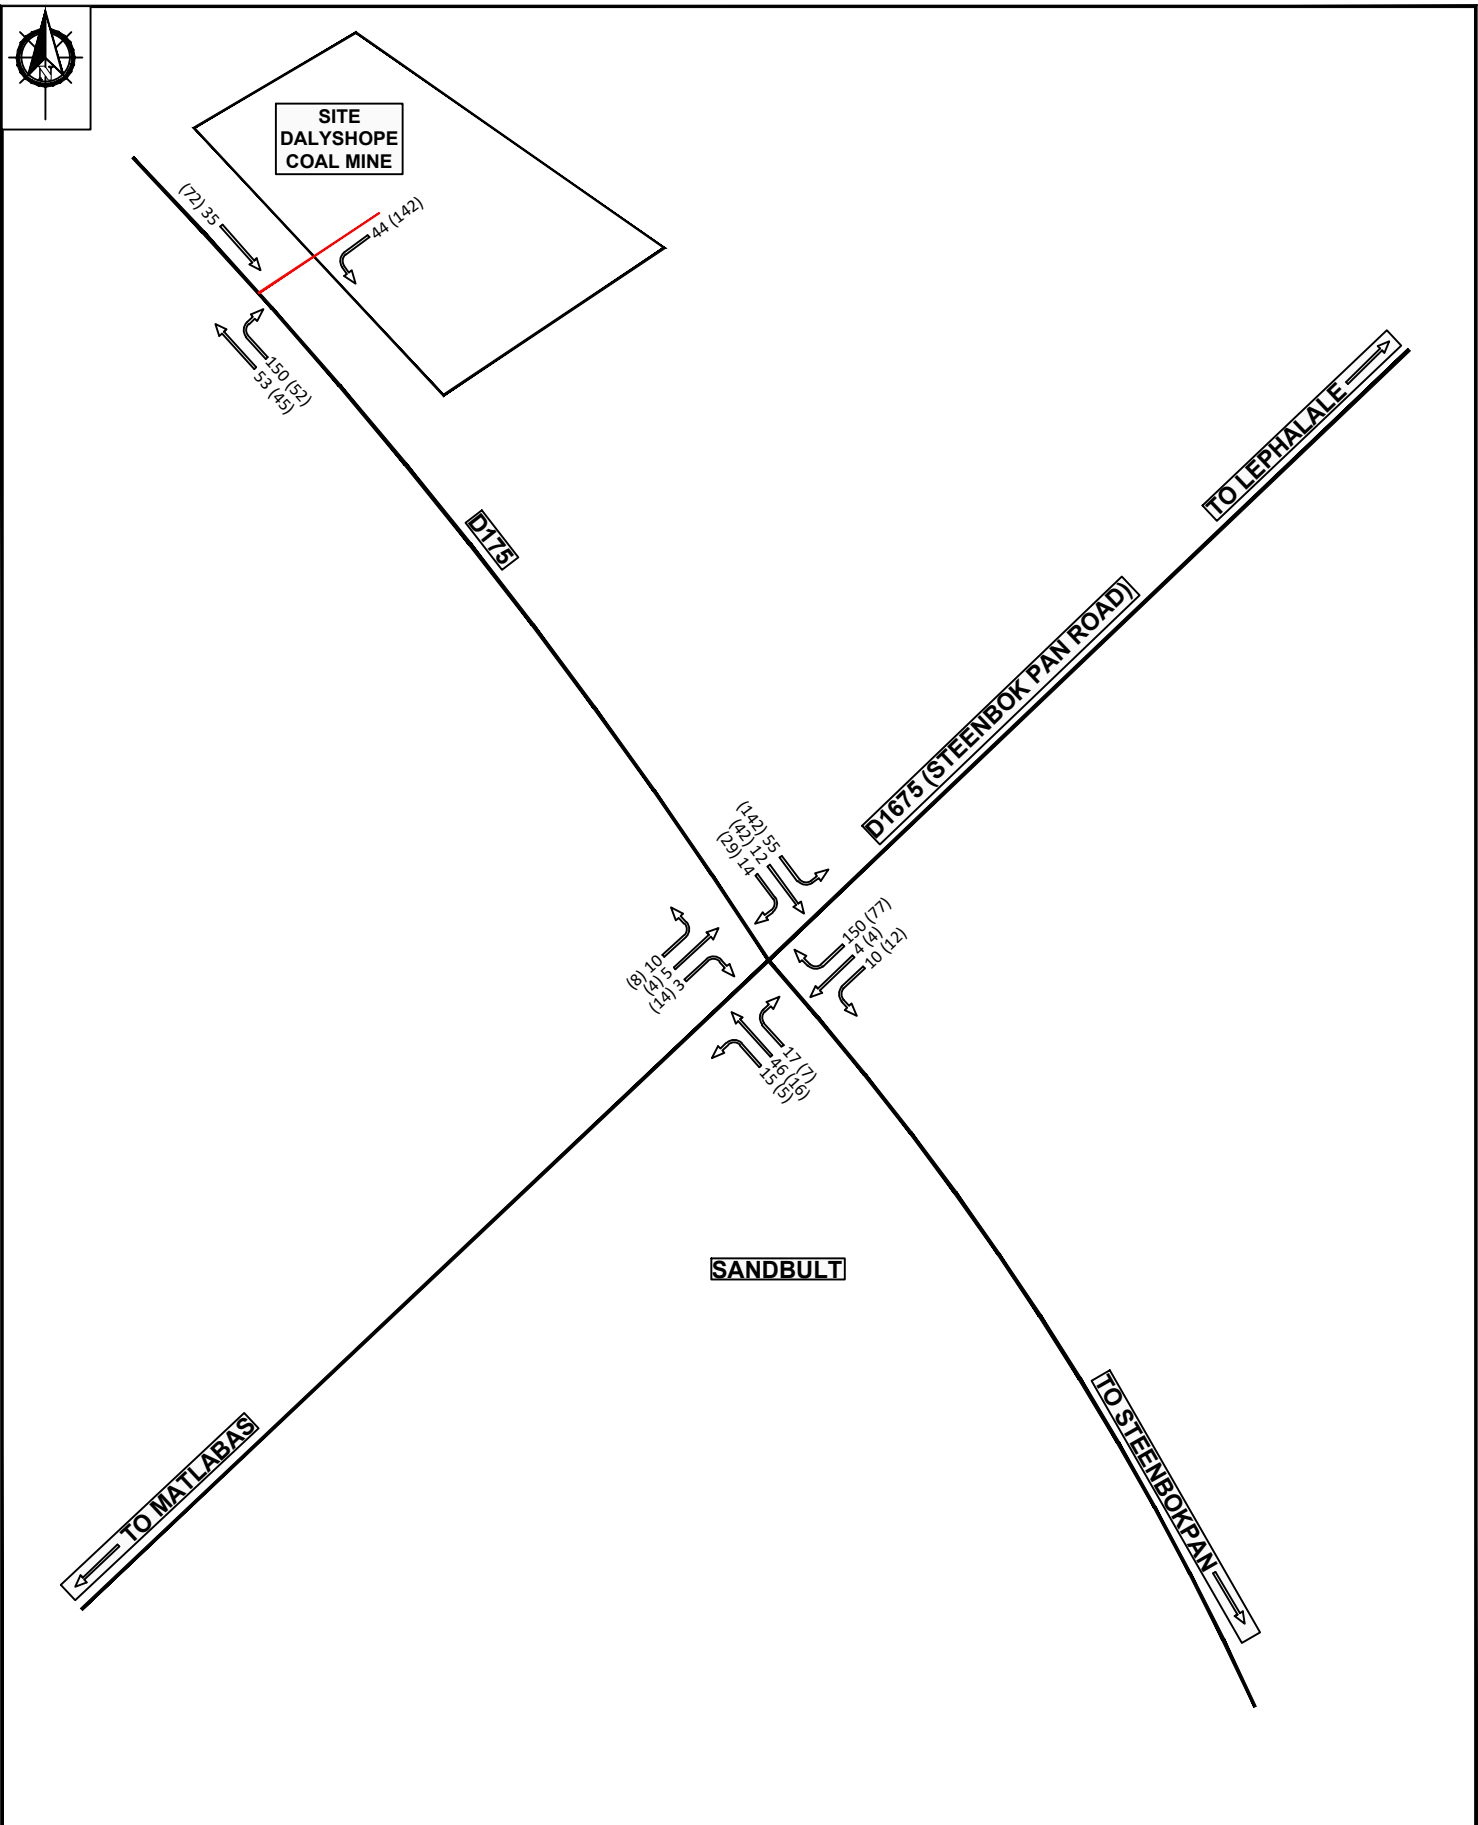 N
SITE
DALYSHOPE
COAL MINE
(72) 35
44 (142)
150 (52)
53 (45)
D175
TO LEPHALALE
D1675 (STEENBOK PAN ROAD)
(142) 55
(42) 12
(29) 14
150 (77)
4 (4)
10 (12)
(8) 10
(4) 5
(14) 3
17 (7)
46 (16)
15 (5)
SANDBULT
TO MATLABAS
TO STEENBOKPAN